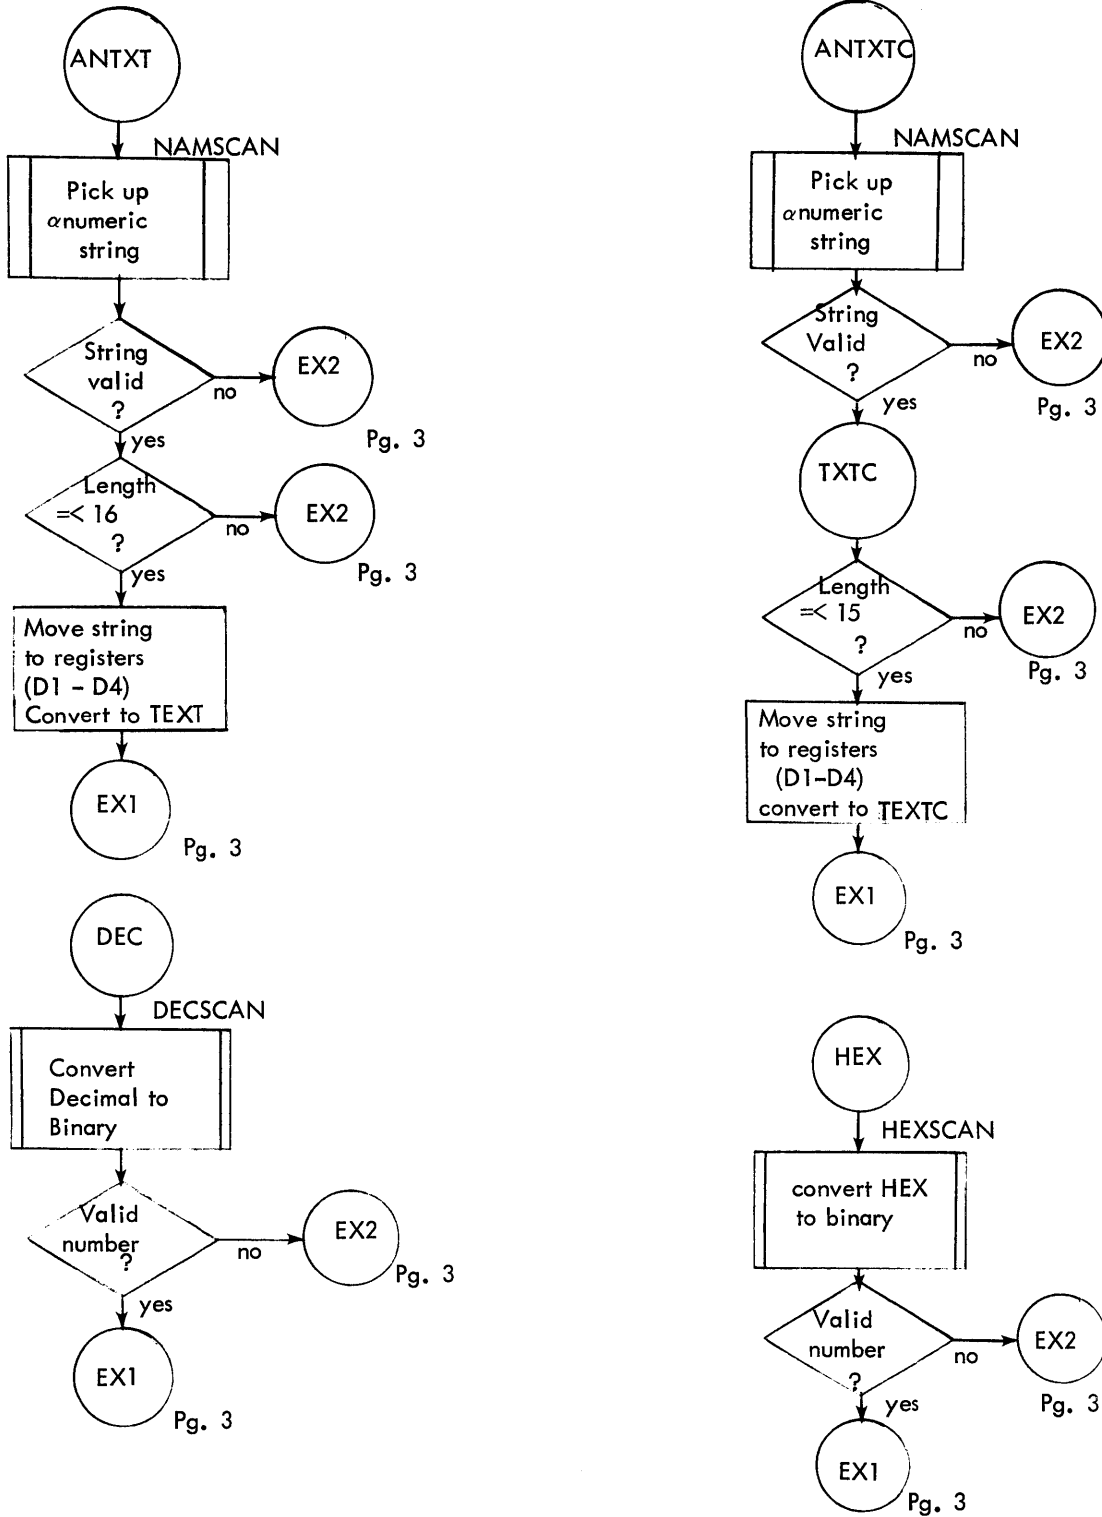 ANTXT
NAMSCAN
Pick up
αnumeric
string
String
valid
?
no
EX2
Pg. 3
yes
Length
=< 16
?
no
EX2
Pg. 3
yes
Move string
to registers
(D1 - D4)
Convert to TEXT
EX1
Pg. 3
DEC
DECSCAN
Convert
Decimal to
Binary
Valid
number
?
no
EX2
Pg. 3
yes
EX1
Pg. 3
ANTXTC
NAMSCAN
Pick up
αnumeric
string
String
Valid
?
no
EX2
Pg. 3
yes
TXTC
Length
=< 15
?
no
EX2
Pg. 3
yes
Move string
to registers
(D1-D4)
convert to TEXTC
EX1
Pg. 3
HEX
HEXSCAN
convert HEX
to binary
Valid
number
?
no
EX2
Pg. 3
yes
EX1
Pg. 3